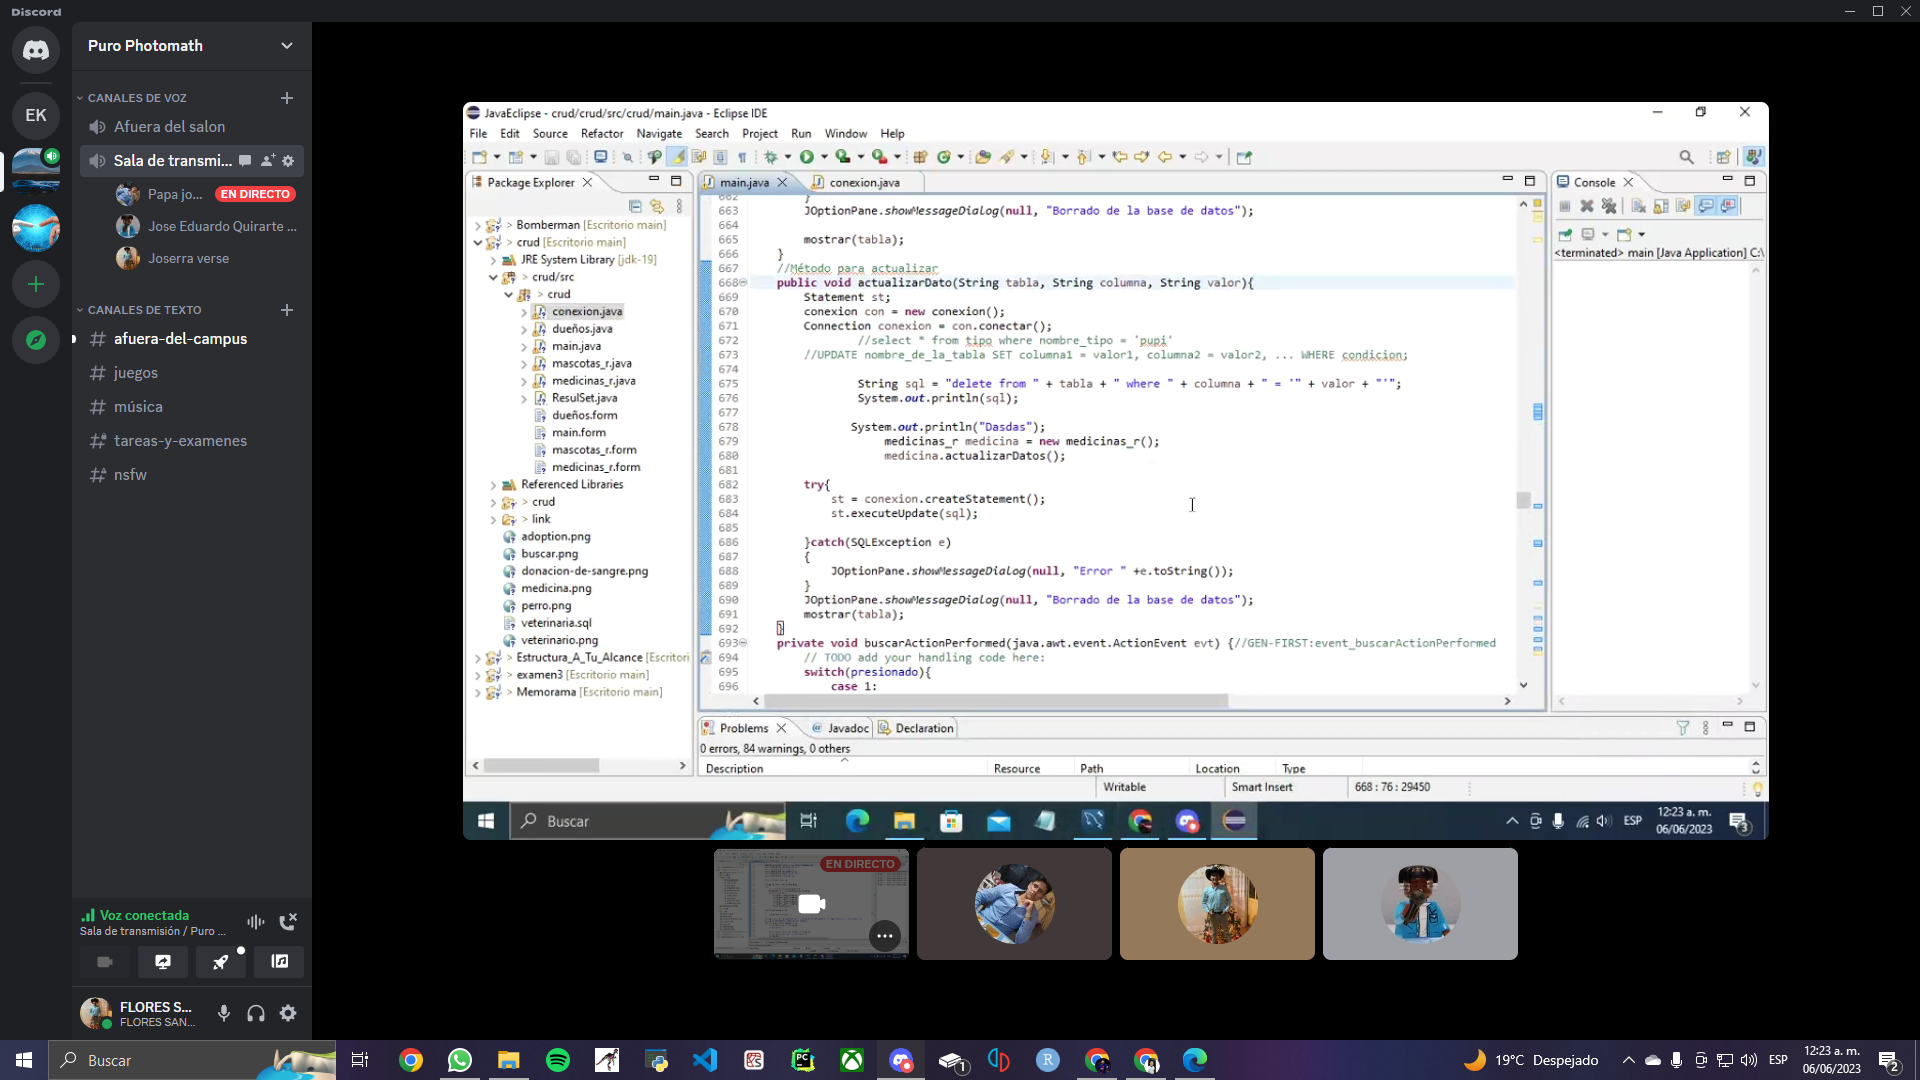 Discord
Puro Photomath
CANALES DE VOZ
Afuera del salon
Sala de transmi...
Papa jo...
EN DIRECTO
Jose Eduardo Quirarte ...
Joserra verse
EK
CANALES DE TEXTO
afuera-del-campus
juegos
música
tareas-y-examenes
nsfw
Voz conectada
Sala de transmisión / Puro ...
FLORES S...
FLORES SAN...
JavaEclipse - crud/crud/src/crud/main.java - Eclipse IDE
File Edit Source Refactor Navigate Search Project Run Window Help
Package Explorer
> Bomberman [Escritorio main]
> crud [Escritorio main]
JRE System Library [jdk-19]
> crud/src
> crud
conexion.java
dueños.java
main.java
mascotas_r.java
medicinas_r.java
ResulSet.java
dueños.form
main.form
mascotas_r.form
medicinas_r.form
Referenced Libraries
> crud
> link
adoption.png
buscar.png
donacion-de-sangre.png
medicina.png
perro.png
veterinaria.sql
veterinario.png
> Estructura_A_Tu_Alcance [Escritori
> examen3 [Escritorio main]
> Memorama [Escritorio main]
main.java
conexion.java
662 }
663 JOptionPane.showMessageDialog(null, "Borrado de la base de datos");
664
665 mostrar(tabla);
666 }
667 //Método para actualizar
668 public void actualizarDato(String tabla, String columna, String valor){
669 Statement st;
670 conexion con = new conexion();
671 Connection conexion = con.conectar();
672 //select * from tipo where nombre_tipo = 'pupi'
673 //UPDATE nombre_de_la_tabla SET columna1 = valor1, columna2 = valor2, ... WHERE condicion;
674
675 String sql = "delete from " + tabla + " where " + columna + " = '" + valor + "'";
676 System.out.println(sql);
677
678 System.out.println("Dasdas");
679 medicinas_r medicina = new medicinas_r();
680 medicina.actualizarDatos();
681
682 try{
683 st = conexion.createStatement();
684 st.executeUpdate(sql);
685
686 }catch(SQLException e)
687 {
688 JOptionPane.showMessageDialog(null, "Error " +e.toString());
689 }
690 JOptionPane.showMessageDialog(null, "Borrado de la base de datos");
691 mostrar(tabla);
692 }
693 private void buscarActionPerformed(java.awt.event.ActionEvent evt) {//GEN-FIRST:event_buscarActionPerformed
694 // TODO add your handling code here:
695 switch(presionado){
696 case 1:
Console
<terminated> main [Java Application] C:\
Problems
@ Javadoc
Declaration
0 errors, 84 warnings, 0 others
Description Resource Path Location Type
Writable
Smart Insert
668 : 76 : 29450
Buscar
ESP
12:23 a. m.
06/06/2023
3
EN DIRECTO
Buscar
1
19°C Despejado
ESP
12:23 a. m.
06/06/2023
2